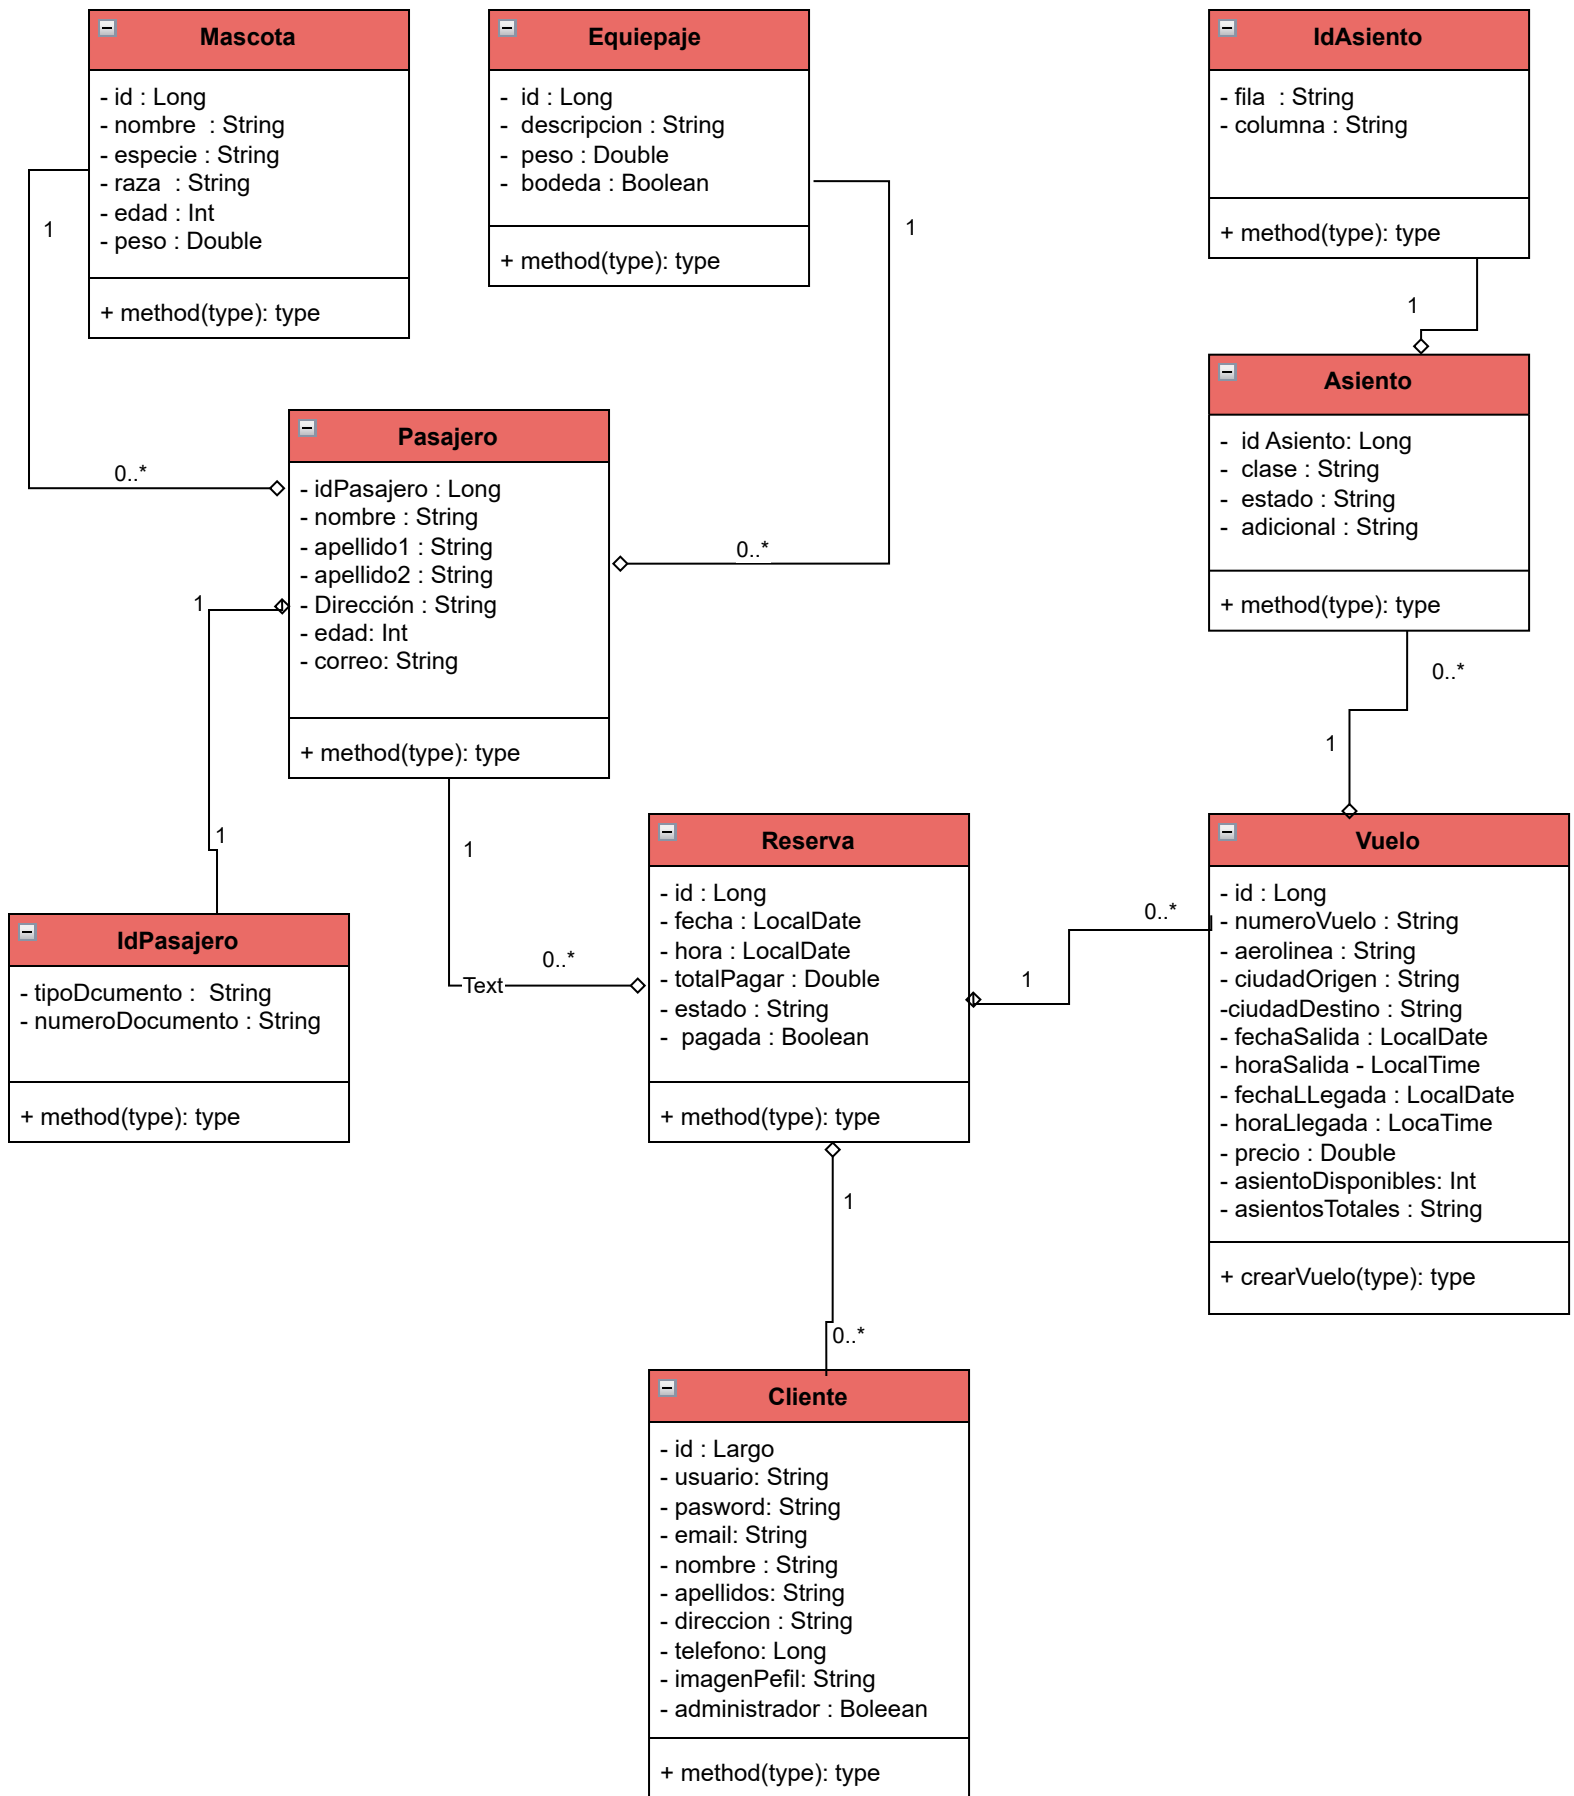 Mascota
- id : Long
- nombre  : String
- especie : String
- raza  : String
- edad : Int
- peso : Double
+ method(type): type
1
0..*
Equiepaje
-  id : Long
-  descripcion : String
-  peso : Double
-  bodeda : Boolean
+ method(type): type
1
0..*
IdAsiento
- fila  : String
- columna : String
+ method(type): type
1
Asiento
-  id Asiento: Long
-  clase : String
-  estado : String
-  adicional : String
+ method(type): type
0..*
1
Pasajero
- idPasajero : Long
- nombre : String
- apellido1 : String
- apellido2 : String
- Dirección : String
- edad: Int
- correo: String
+ method(type): type
1
1
1
Text
0..*
IdPasajero
- tipoDcumento :  String
- numeroDocumento : String
+ method(type): type
Reserva
- id : Long
- fecha : LocalDate
- hora : LocalDate
- totalPagar : Double
- estado : String
-  pagada : Boolean
+ method(type): type
1
0..*
Vuelo
- id : Long
- numeroVuelo : String
- aerolinea : String
- ciudadOrigen : String
-ciudadDestino : String
- fechaSalida : LocalDate
- horaSalida - LocalTime
- fechaLLegada : LocalDate
- horaLlegada : LocaTime
- precio : Double
- asientoDisponibles: Int
- asientosTotales : String
+ crearVuelo(type): type
1
0..*
Cliente
- id : Largo
- usuario: String
- pasword: String
- email: String
- nombre : String
- apellidos: String
- direccion : String
- telefono: Long
- imagenPefil: String
- administrador : Boleean
+ method(type): type